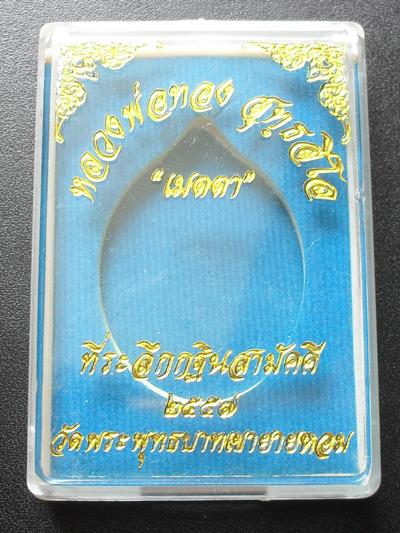 หลวงพ่อทอง สุทธสีโล
"เมตตา"
ที่ระลึกกฐินสามัคคี
๒๕๕๗
วัดพระพุทธบาทเขายายหอม